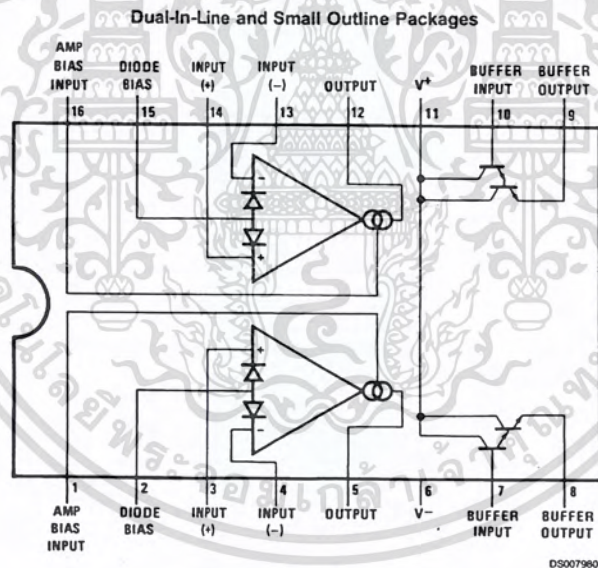 Dual-In-Line and Small Outline Packages
AMP BIAS INPUT
DIODE BIAS
INPUT (+)
INPUT (−)
OUTPUT
V+
BUFFER INPUT
BUFFER OUTPUT
16 15 14 13 12 11 10 9
−
+
+
−
1 2 3 4 5 6 7 8
AMP BIAS INPUT
DIODE BIAS
INPUT (+)
INPUT (−)
OUTPUT
V−
BUFFER INPUT
BUFFER OUTPUT
DS007980